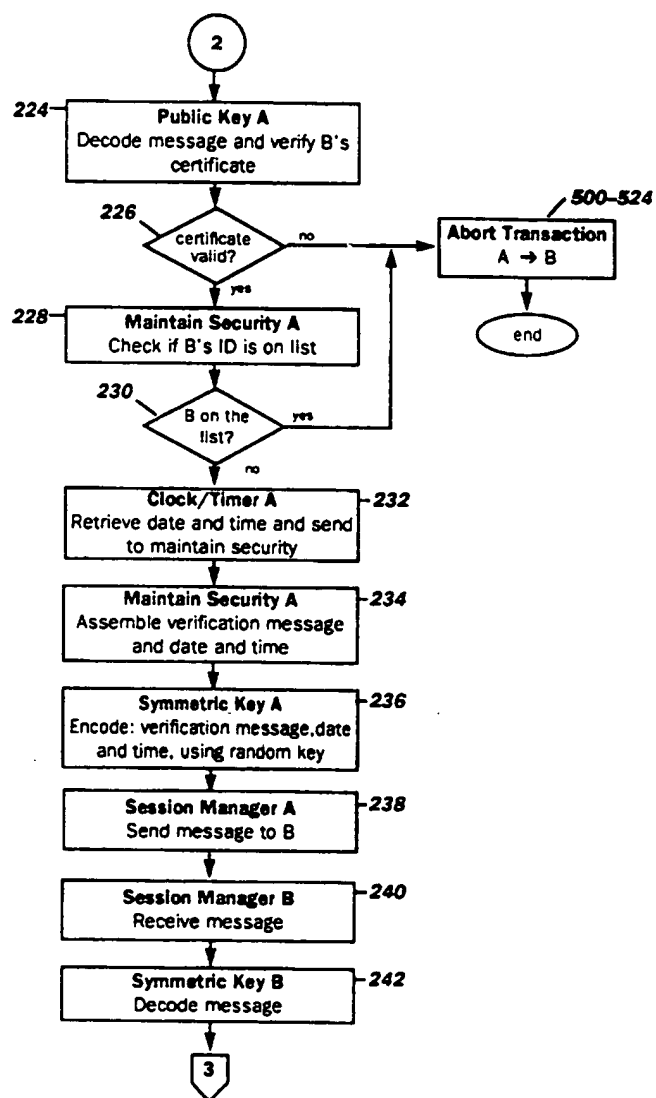 2
224
Public Key A
Decode message and verify B's
certificate
226
certificate
valid?
no
yes
500-524
Abort Transaction
A → B
end
228
Maintain Security A
Check if B's ID is on list
230
B on the
list?
yes
no
Clock/Timer A
Retrieve date and time and send
to maintain security
232
Maintain Security A
Assemble verification message
and date and time
234
Symmetric Key A
Encode: verification message,date
and time, using random key
236
Session Manager A
Send message to B
238
Session Manager B
Receive message
240
Symmetric Key B
Decode message
242
3